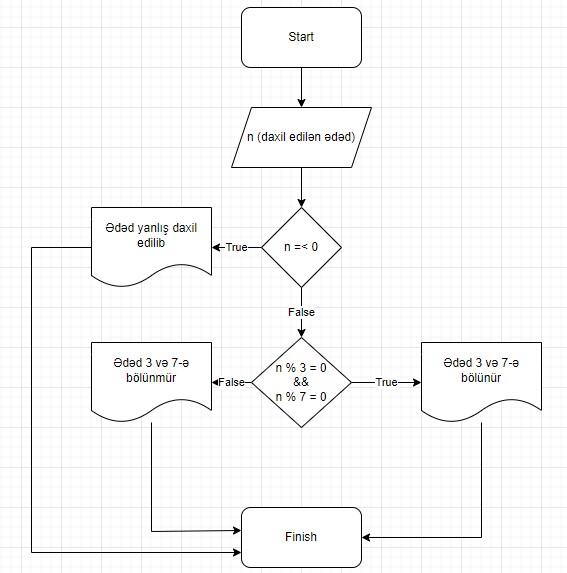 Start
n (daxil edilən ədəd)
Ədəd yanlış daxil
edilib
True
n =< 0
False
Ədəd 3 və 7-ə
bölünmür
False
n % 3 = 0
&&
n % 7 = 0
True
Ədəd 3 və 7-ə
bölünür
Finish